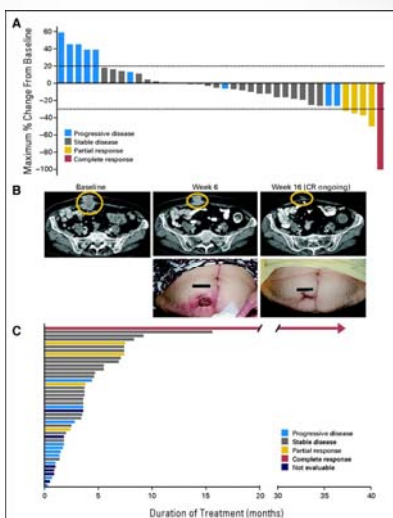 A
Maximum % Change From Baseline
60
40
20
0
−20
−40
−60
−80
−100
Progressive disease
Stable disease
Partial response
Complete response
B
Baseline
Week 6
Week 16 (CR ongoing)
C
Progressive disease
Stable disease
Partial response
Complete response
Not evaluable
0
5
10
15
20
30
40
Duration of Treatment (months)